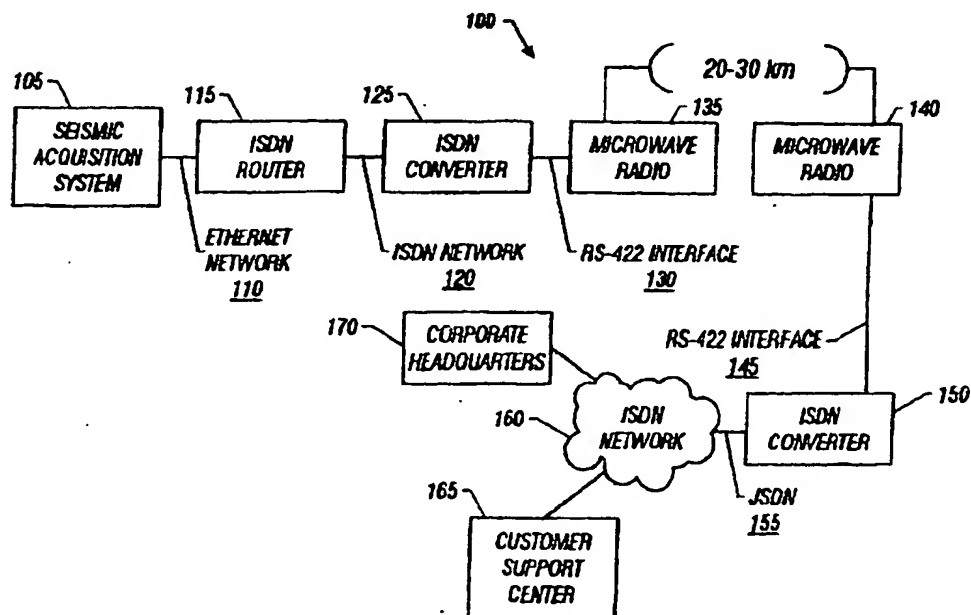 100
20-30 km
105
115
125
135
140
SEISMIC
ACQUISITION
SYSTEM
ISDN
ROUTER
ISDN
CONVERTER
MICROWAVE
RADIO
MICROWAVE
RADIO
ETHERNET
NETWORK
110
ISDN NETWORK
120
RS-422 INTERFACE
130
170
CORPORATE
HEADQUARTERS
RS-422 INTERFACE
145
150
160
ISDN
NETWORK
ISDN
CONVERTER
JSDN
155
165
CUSTOMER
SUPPORT
CENTER